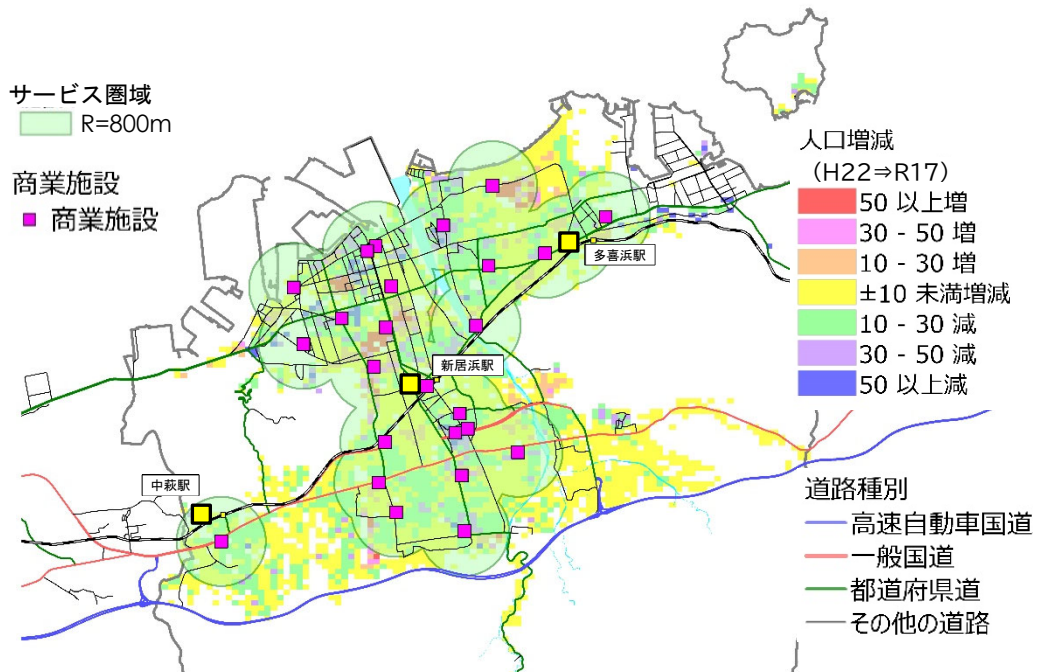 サービス圏域
R=800m
商業施設
商業施設
人口増減
（H22⇒R17）
50 以上増
30 - 50 増
10 - 30 増
±10 未満増減
10 - 30 減
30 - 50 減
50 以上減
多喜浜駅
新居浜駅
中萩駅
道路種別
高速自動車国道
一般国道
都道府県道
その他の道路